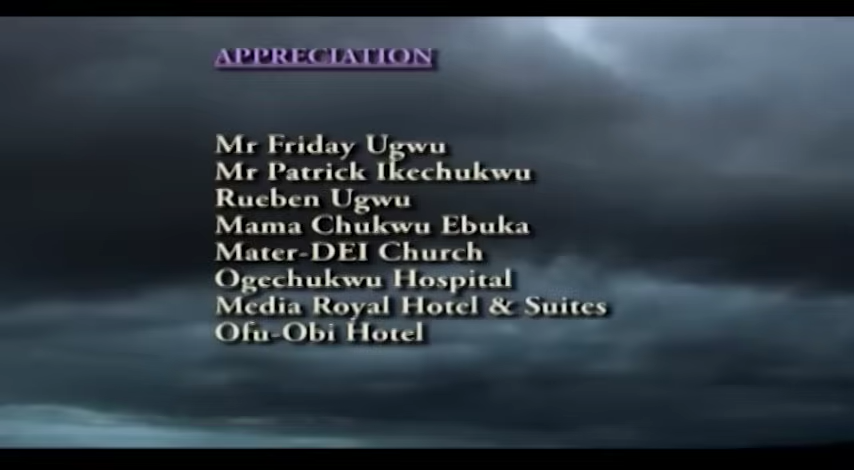 APPRECIATION
Mr Friday Ugwu
Mr Patrick Ikechukwu
Rueben Ugwu
Mama Chukwu Ebuka
Mater-DEI Church
Ogechukwu Hospital
Media Royal Hotel & Suites
Ofu-Obi Hotel